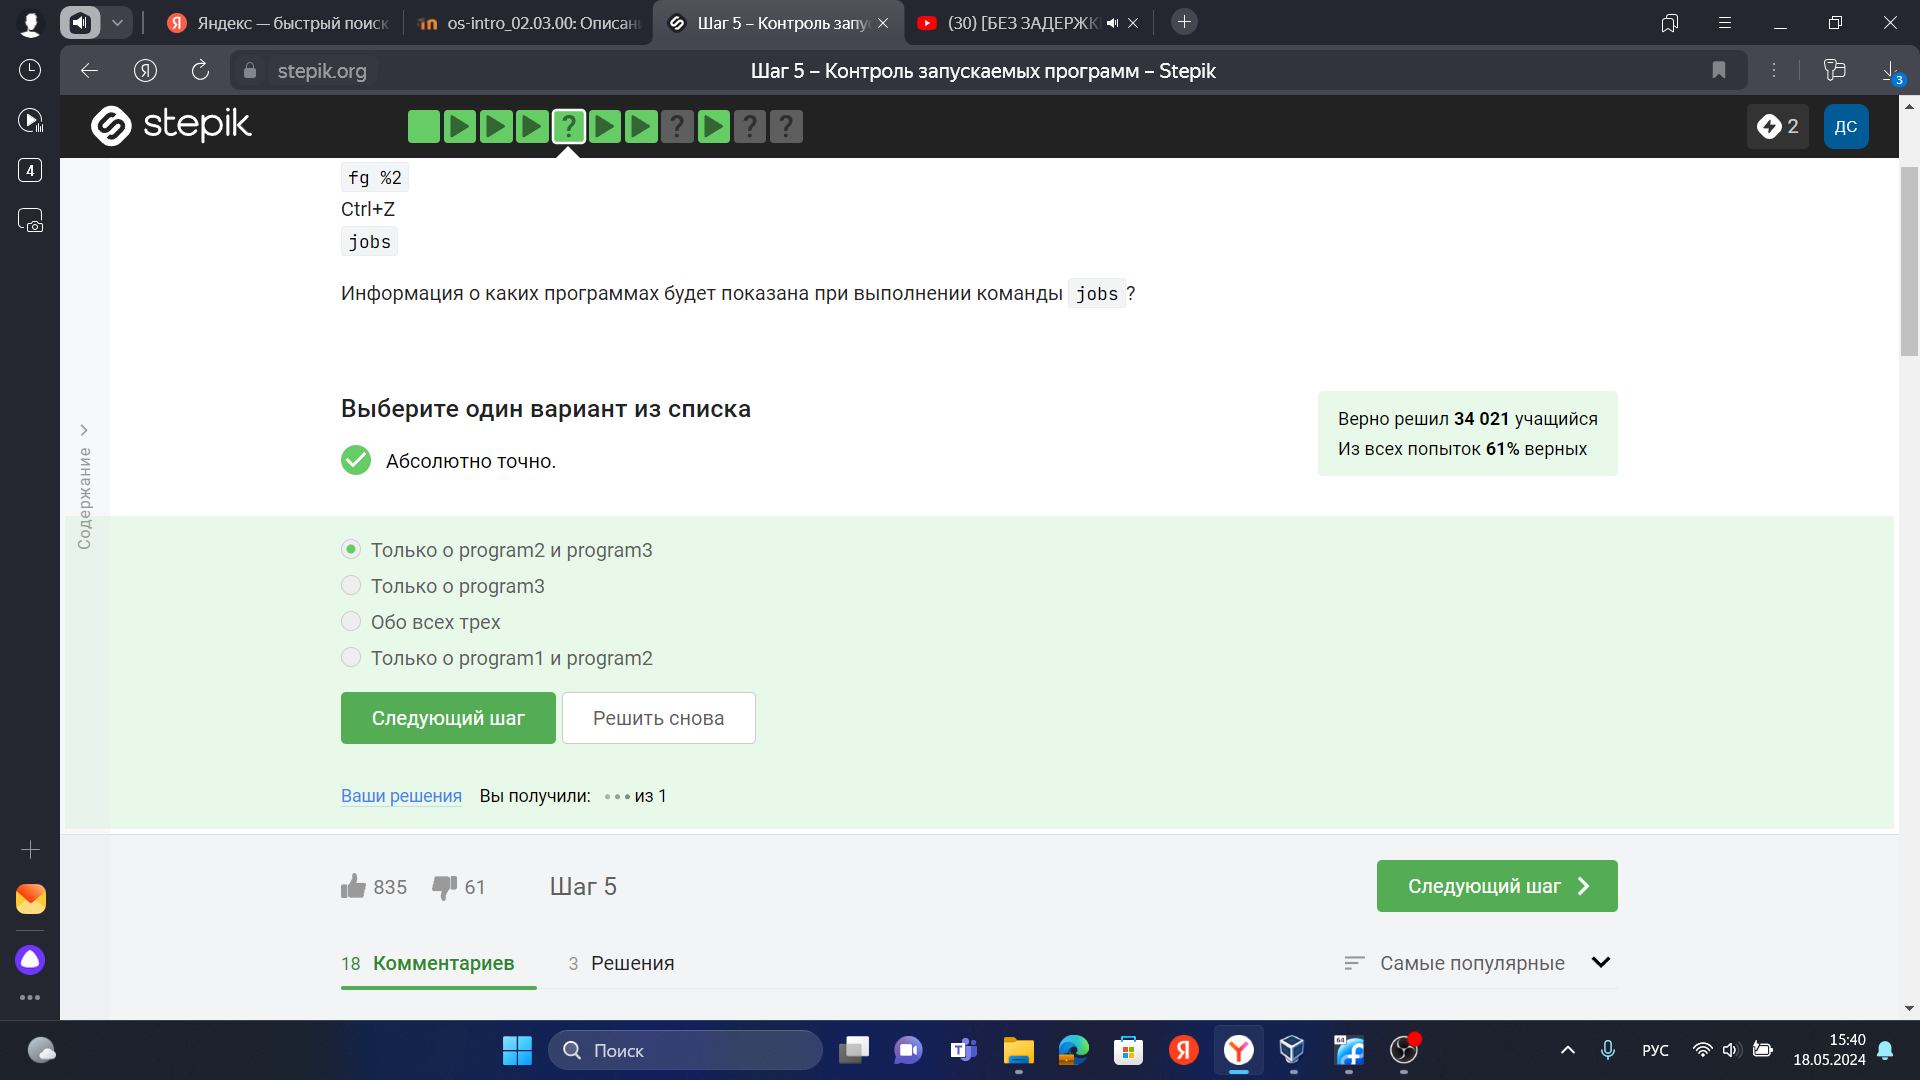 Яндекс — быстрый поиск
os-intro_02.03.00: Описани
Шаг 5 – Контроль запу
(30) [БЕЗ ЗАДЕРЖК
stepik.org
Шаг 5 – Контроль запускаемых программ – Stepik
3
4
stepik
? ? ? ?
2
ДС
fg %2
Ctrl+Z
jobs
Информация о каких программах будет показана при выполнении команды jobs ?
Содержание
Выберите один вариант из списка
Абсолютно точно.
Верно решил 34 021 учащийся
Из всех попыток 61% верных
Только о program2 и program3
Только о program3
Обо всех трех
Только о program1 и program2
Следующий шаг
Решить снова
Ваши решения
Вы получили: из 1
835
61
Шаг 5
Следующий шаг
18 Комментариев
3 Решения
Самые популярные
Поиск
64
РУС
15:40
18.05.2024